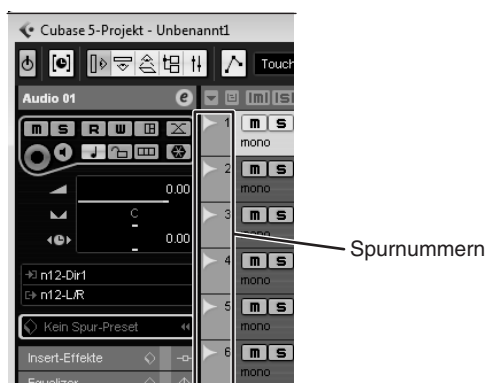 Cubase 5-Projekt - Unbenannt1
Touch
Audio 01 e
m S R W
0.00
C
0.00
n12-Dir1
n12-L/R
Kein Spur-Preset
Insert-Effekte
Equalizer
1 m s
mono
2 m s
mono
3 m s
mono
4 m s
mono
5 m s
mono
6 m s
mono
Spurnummern